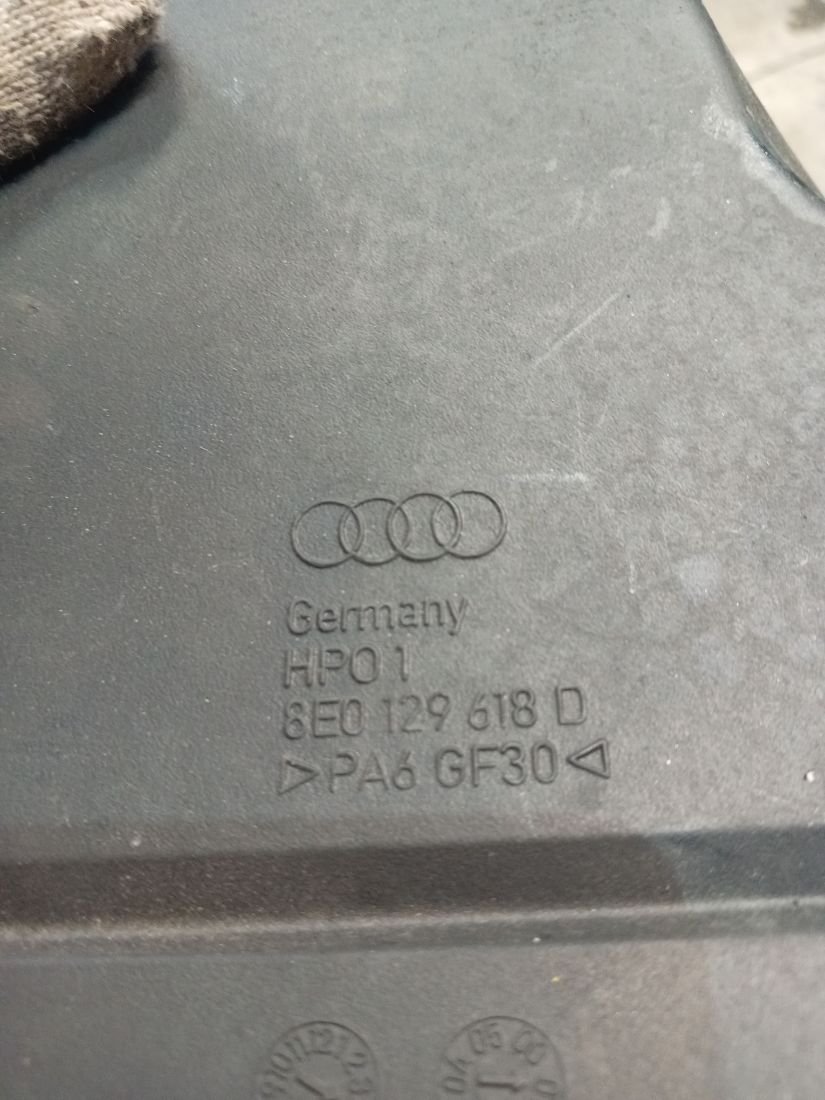 Germany
HPO 1
8E0 129 618 D
>PA6 GF30<